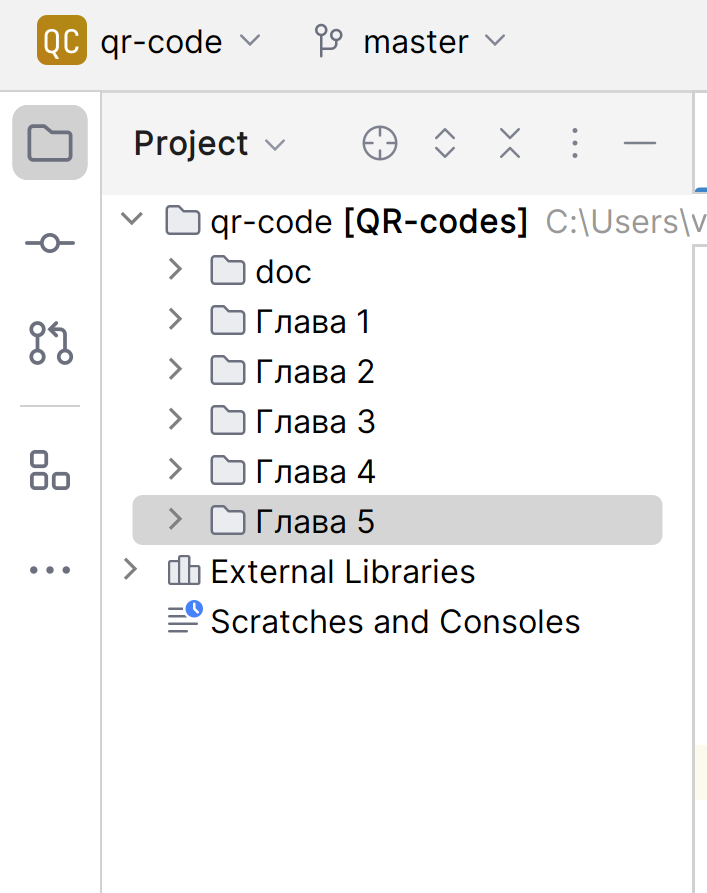 QC qr-code master
Project
qr-code [QR-codes] C:\Users\v
doc
Глава 1
Глава 2
Глава 3
Глава 4
Глава 5
External Libraries
Scratches and Consoles